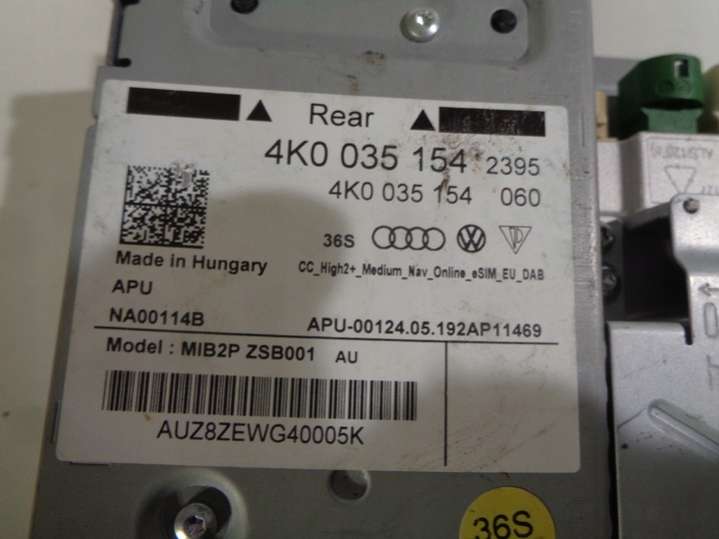 Rear
4K0 035 154 2395
4K0 035 154 060
36S
Made in Hungary CC_High2+_Medium_Nav_Online_eSIM_EU_DAB
APU
NA00114B APU-00124.05.192AP11469
Model : MIB2P ZSB001 AU
AUZ8ZEWG40005K
36S